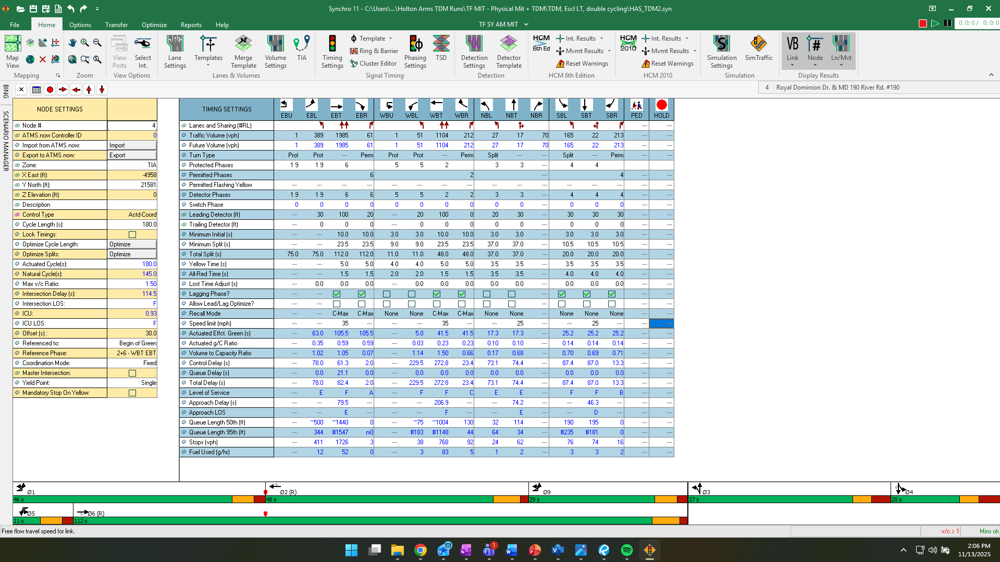 Synchro 11 - C:\Users\...\Holton Arms TDM Runs\TF MIT - Physical Mit + TDM\TDM, Escl LT, double cycling\HAS_TDM2.syn
File Home Options Transfer Optimize Reports Help TF SY AM MIT 0:0:0 / 0:0:0
Map View
Mapping
Zoom
View Ports
Select Int.
View Options
Lane Settings
Templates
Merge Template
Volume Settings
TIA
Lanes & Volumes
Timing Settings
Template
Ring & Barrier
Cluster Editor
Phasing Settings
TSD
Signal Timing
Detection Settings
Detector Template
Detection
HCM 6th Ed
Int. Results
Mvmt Results
Reset Warnings
HCM 6th Edition
HCM 2010
Int. Results
Mvmt Results
Reset Warnings
HCM 2010
Simulation Settings
SimTraffic
Simulation
VB
Link
#
Node
Ln/Mvt
Display Results
BING
SCENARIO MANAGER
4 Royal Dominion Dr. & MD 190 River Rd. #190
NODE SETTINGS
Node # 4
ATMS.now Controller ID 0
Import from ATMS.now: Import
Export to ATMS.now: Export
Zone: TIA
X East (ft): -4958
Y North (ft): 21581
Z Elevation (ft): 0
Description
Control Type Actd-Coord
Cycle Length (s): 180.0
Lock Timings:
Optimize Cycle Length: Optimize
Optimize Splits: Optimize
Actuated Cycle(s): 180.0
Natural Cycle(s): 145.0
Max v/c Ratio: 1.50
Intersection Delay (s): 114.5
Intersection LOS: F
ICU: 0.93
ICU LOS: F
Offset (s) : 30.0
Referenced to: Begin of Green
Reference Phase: 2+6 - WBT EBT
Coordination Mode: Fixed
Master Intersection:
Yield Point: Single
Mandatory Stop On Yellow:
TIMING SETTINGS EBU EBL EBT EBR WBU WBL WBT WBR NBL NBT NBR SBL SBT SBR PED HOLD
Lanes and Sharing (#RL) — —
Traffic Volume (vph) 1 389 1985 61 1 51 1104 212 27 17 70 165 22 213 — —
Future Volume (vph) 1 389 1985 61 1 51 1104 212 27 17 70 165 22 213 — —
Turn Type Prot Prot — Perm Prot Prot — Perm Split — — Split — Perm — —
Protected Phases 1 9 1 9 6 5 5 2 3 3 — 4 4
Permitted Phases 6 2 — 4 —
Permitted Flashing Yellow — — — — — — — — — — — — — — — —
Detector Phases 1 9 1 9 6 6 5 5 2 2 3 3 — 4 4 4 — —
Switch Phase 0 0 0 0 0 0 0 0 0 0 — 0 0 0 — —
Leading Detector (ft) — 30 100 20 — 20 100 0 20 30 — 30 30 30 — —
Trailing Detector (ft) — 0 0 0 — 0 0 0 0 0 — 0 0 0 — —
Minimum Initial (s) — — 10.0 10.0 3.0 3.0 10.0 10.0 3.0 3.0 — 3.0 3.0 3.0 — —
Minimum Split (s) — — 23.5 23.5 9.0 9.0 23.5 23.5 37.0 37.0 — 10.5 10.5 10.5 — —
Total Split (s) 75.0 75.0 112.0 112.0 11.0 11.0 48.0 48.0 37.0 37.0 — 20.0 20.0 20.0 — —
Yellow Time (s) — — 5.0 5.0 4.0 4.0 5.0 5.0 3.5 3.5 — 3.5 3.5 3.5 — —
All-Red Time (s) — — 1.5 1.5 2.0 2.0 1.5 1.5 3.5 3.5 — 4.0 4.0 4.0 — —
Lost Time Adjust (s) — 0.0 0.0 0.0 — 0.0 0.0 0.0 0.0 0.0 — 0.0 0.0 0.0 — —
Lagging Phase? — — — — —
Allow Lead/Lag Optimize? — — — — —
Recall Mode — — C-Max C-Max None None C-Max C-Max None None — None None None — —
Speed limit (mph) — — 35 — — — 35 — — 25 — — 25 — — —
Actuated Effct. Green (s) — 63.0 105.5 105.5 — 5.0 41.5 41.5 17.3 17.3 — 25.2 25.2 25.2 — —
Actuated g/C Ratio — 0.35 0.59 0.59 — 0.03 0.23 0.23 0.10 0.10 — 0.14 0.14 0.14 — —
Volume to Capacity Ratio — 1.02 1.05 0.07 — 1.14 1.50 0.66 0.17 0.68 — 0.70 0.69 0.71 — —
Control Delay (s) — 78.0 61.3 2.0 — 229.5 272.8 23.4 73.1 74.4 — 87.4 87.0 13.3 — —
Queue Delay (s) — 0.0 21.1 0.0 — 0.0 0.0 0.0 0.0 0.0 — 0.0 0.0 0.0 — —
Total Delay (s) — 78.0 82.4 2.0 — 229.5 272.8 23.4 73.1 74.4 — 87.4 87.0 13.3 — —
Level of Service — E F A — F F C E E — F F B — —
Approach Delay (s) — — 79.5 — — — 206.9 — — 74.2 — — 46.3 — — —
Approach LOS — — E — — — F — — E — — D — — —
Queue Length 50th (ft) — ~500 ~1440 0 — ~75 ~1004 130 32 114 — 190 195 0 — —
Queue Length 95th (ft) — 344 #1547 m0 — #183 #1148 44 64 34 — #235 #181 0 — —
Stops (vph) — 411 1726 3 — 38 768 92 24 62 — 76 74 16 — —
Fuel Used (g/hr) — 12 52 0 — 3 83 5 1 2 — 3 3 2 — —
Ø1 Ø2 (R) Ø9 Ø3 Ø4
46 s 48 s 29 s 37 s 20 s
Ø5 Ø6 (R)
11 s 112 s
Free flow travel speed for link. v/c > 1 Mins ok
1
2:06 PM
11/13/2025